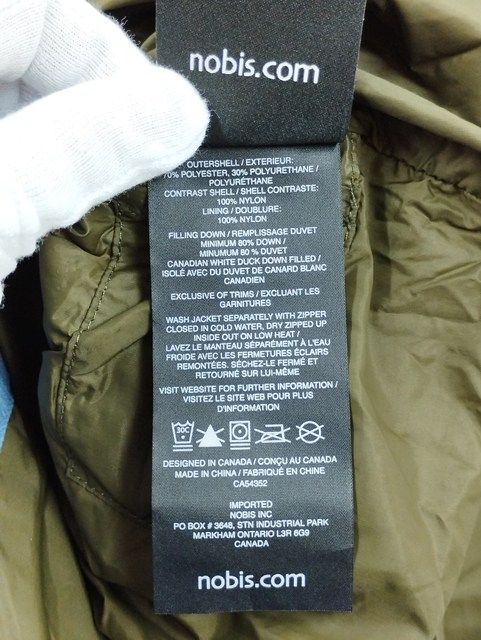 nobis.com
OUTERSHELL / EXTERIEUR:
70% POLYESTER, 30% POLYURETHANE /
POLYURÉTHANE
CONTRAST SHELL / SHELL CONTRASTE:
100% NYLON
LINING / DOUBLURE:
100% NYLON
FILLING DOWN / REMPLISSAGE DUVET
MINIMUM 80% DOWN /
MINUMUM 80 % DUVET
CANADIAN WHITE DUCK DOWN FILLED /
ISOLÉ AVEC DU DUVET DE CANARD BLANC
CANADIEN
EXCLUSIVE OF TRIMS / EXCLUANT LES
GARNITURES
WASH JACKET SEPARATELY WITH ZIPPER
CLOSED IN COLD WATER, DRY ZIPPED UP
INSIDE OUT ON LOW HEAT /
LAVEZ LE MANTEAU SÉPARÉMENT À L'EAU
FROIDE AVEC LES FERMETURES ÉCLAIRS
REMONTÉES. SÉCHEZ-LE FERMÉ ET
RETOURNÉ SUR LUI-MÊME
VISIT WEBSITE FOR FURTHER INFORMATION /
VISITEZ LE SITE WEB POUR PLUS
D'INFORMATION
30C
DESIGNED IN CANADA / CONÇU AU CANADA
MADE IN CHINA / FABRIQUÉ EN CHINE
CA54352
IMPORTED
NOBIS INC
PO BOX # 3648, STN INDUSTRIAL PARK
MARKHAM ONTARIO L3R 6G9
CANADA
nobis.com